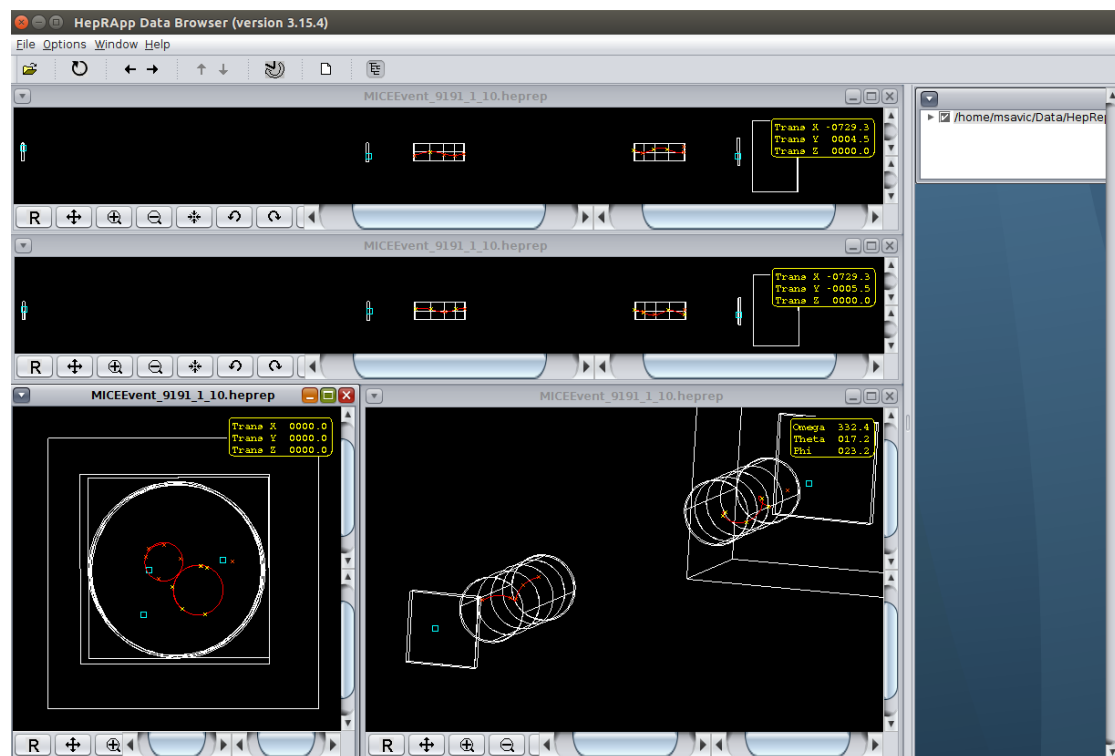 HepRApp Data Browser (version 3.15.4)
File Options Window Help
MICEEvent_9191_1_10.heprep
Trans X -0729.3
Trans Y 0004.5
Trans Z 0000.0
/home/msavic/Data/HepRep
R
MICEEvent_9191_1_10.heprep
Trans X -0729.3
Trans Y -0005.5
Trans Z 0000.0
R
MICEEvent_9191_1_10.heprep
Trans X 0000.0
Trans Y 0000.0
Trans Z 0000.0
R
MICEEvent_9191_1_10.heprep
Omega 332.4
Theta 017.2
Phi 023.2
R